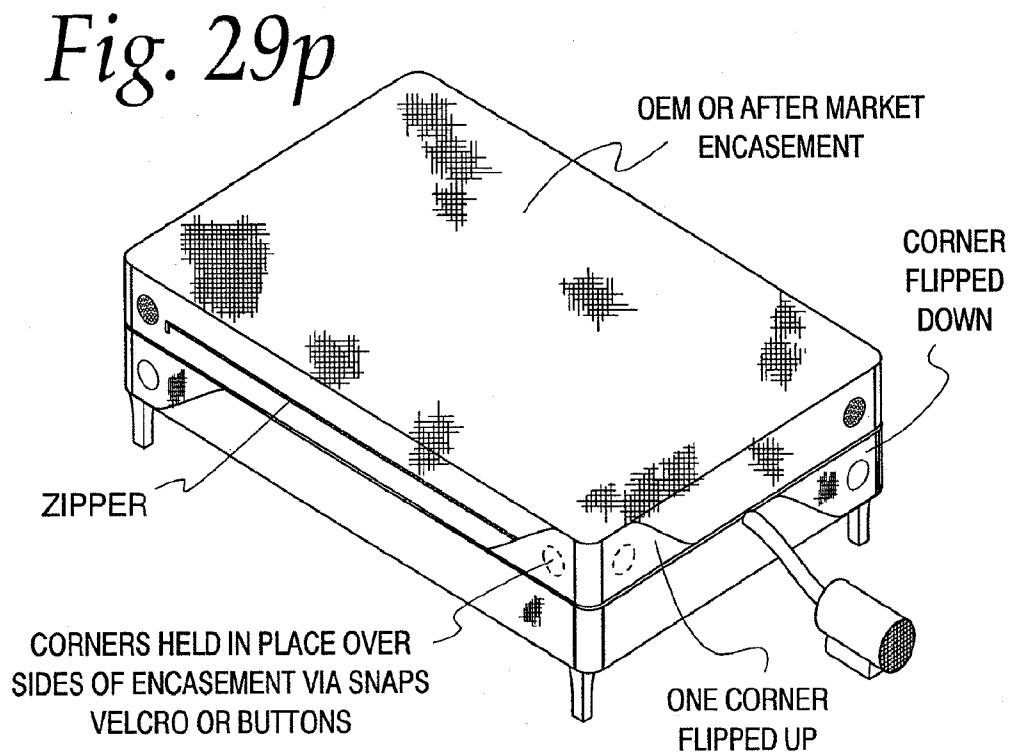 Fig. 29p
OEM OR AFTER MARKET
ENCASEMENT
CORNER
FLIPPED
DOWN
ZIPPER
CORNERS HELD IN PLACE OVER
SIDES OF ENCASEMENT VIA SNAPS
VELCRO OR BUTTONS
ONE CORNER
FLIPPED UP